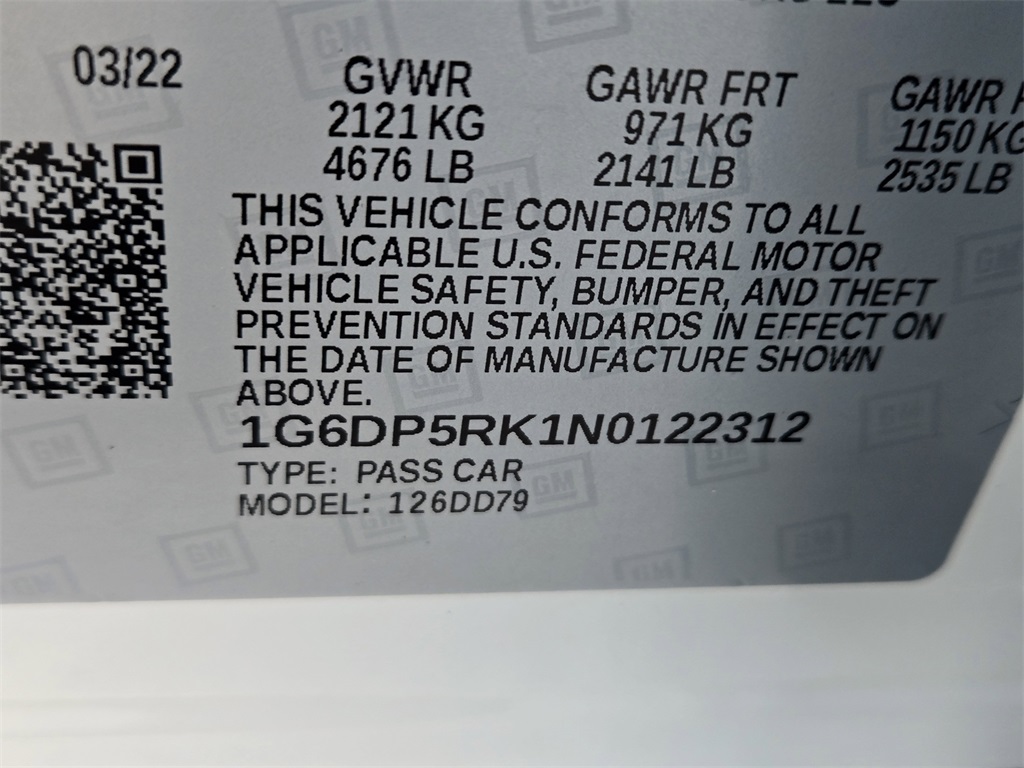 03/22 GVWR GAWR FRT GAWR
2121 KG 971 KG 1150 KG
4676 LB 2141 LB 2535 LB
THIS VEHICLE CONFORMS TO ALL
APPLICABLE U.S. FEDERAL MOTOR
VEHICLE SAFETY, BUMPER, AND THEFT
PREVENTION STANDARDS IN EFFECT ON
THE DATE OF MANUFACTURE SHOWN
ABOVE.
1G6DP5RK1N0122312
TYPE: PASS CAR
MODEL: 126DD79